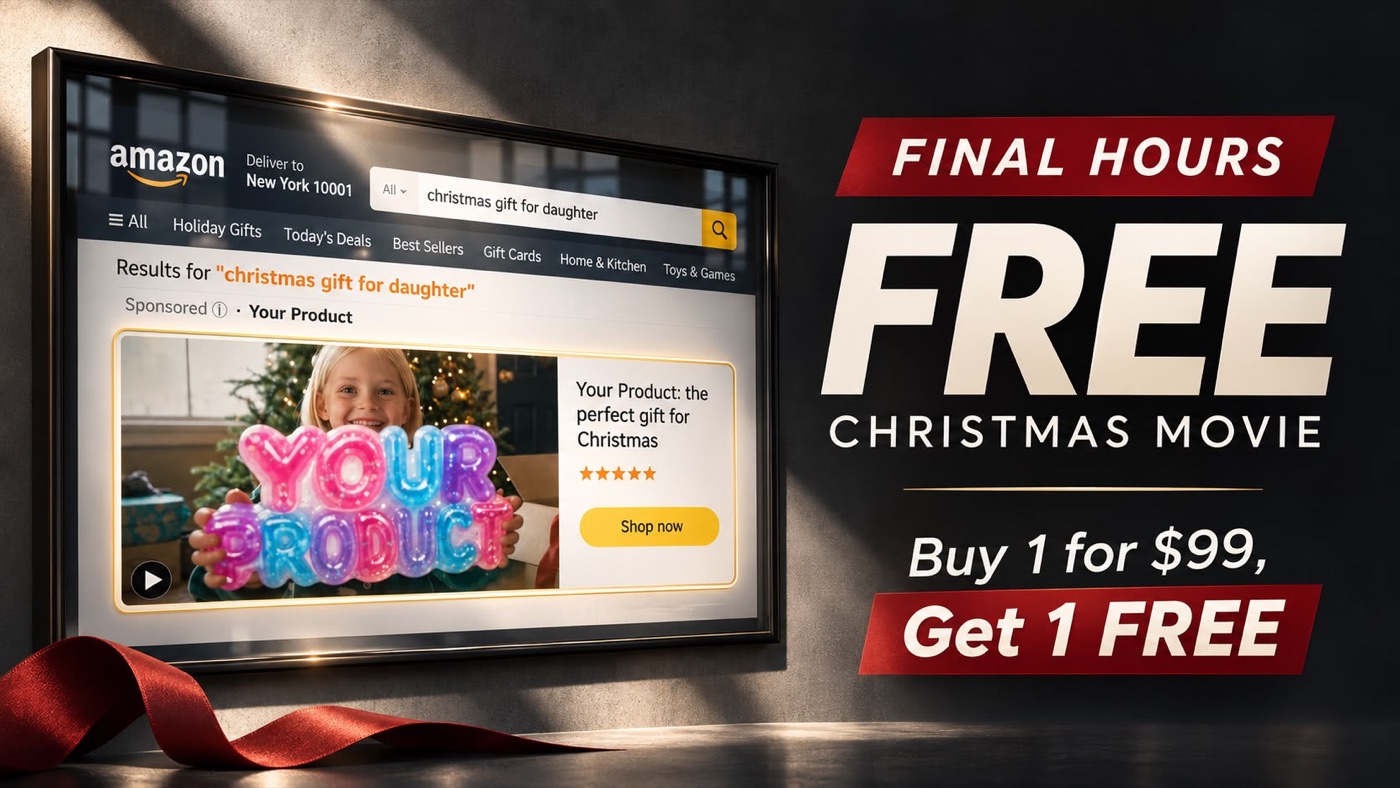 amazon
Deliver to
New York 10001
All
christmas gift for daughter
All
Holiday Gifts
Today's Deals
Best Sellers
Gift Cards
Home & Kitchen
Toys & Games
Results for "christmas gift for daughter"
Sponsored ⓘ · Your Product
YOUR
PRODUCT
Your Product: the
perfect gift for
Christmas
Shop now
FINAL HOURS
FREE
CHRISTMAS MOVIE
Buy 1 for $99,
Get 1 FREE